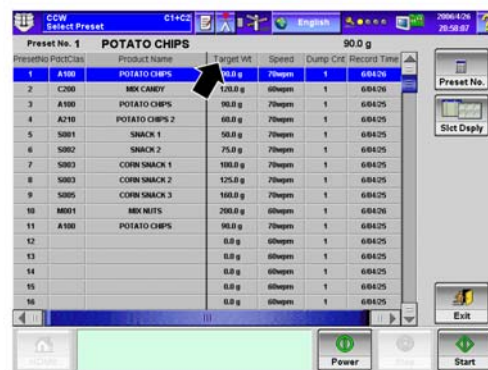 CCW C1+C2 English 2006/4/26
Select Preset 20:58:07
Preset No. 1 POTATO CHIPS 90.0 g
PresetNo PdctClas Product Name Target Wt Speed Dump Cnt Record Time
1 A100 POTATO CHIPS 90.0 g 70wpm 1 6/04/26
2 C200 MIX CANDY 120.0 g 60wpm 1 6/04/26
3 A100 POTATO CHIPS 90.0 g 70wpm 1 6/04/25
4 A210 POTATO CHIPS 2 60.0 g 70wpm 1 6/04/25
5 S001 SNACK 1 50.0 g 70wpm 1 6/04/25
6 S002 SNACK 2 75.0 g 70wpm 1 6/04/25
7 S003 CORN SNACK 1 100.0 g 70wpm 1 6/04/25
8 S003 CORN SNACK 2 125.0 g 70wpm 1 6/04/25
9 S005 CORN SNACK 3 160.0 g 70wpm 1 6/04/25
10 M001 MIX NUTS 200.0 g 70wpm 1 6/04/26
11 A100 POTATO CHIPS 90.0 g 70wpm 1 6/04/25
12 0.0 g 60wpm 1 6/04/25
13 0.0 g 60wpm 1 6/04/25
14 0.0 g 60wpm 1 6/04/25
15 0.0 g 60wpm 1 6/04/25
16 0.0 g 60wpm 1 6/04/25
Preset No.
Slct Dsply
Exit
Power
Start